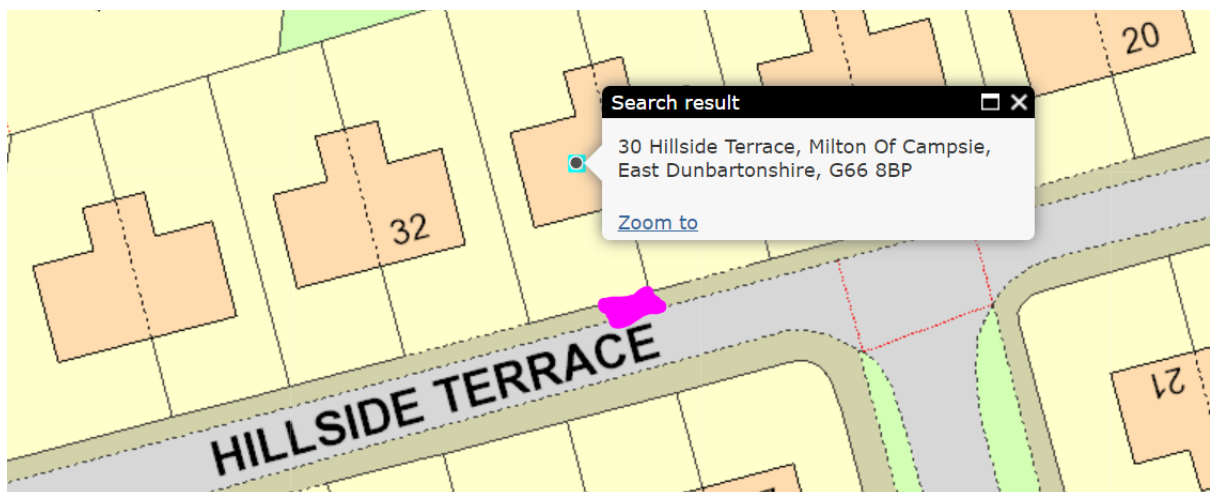 20
Search result
30 Hillside Terrace, Milton Of Campsie,
East Dunbartonshire, G66 8BP
Zoom to
32
HILLSIDE TERRACE
21